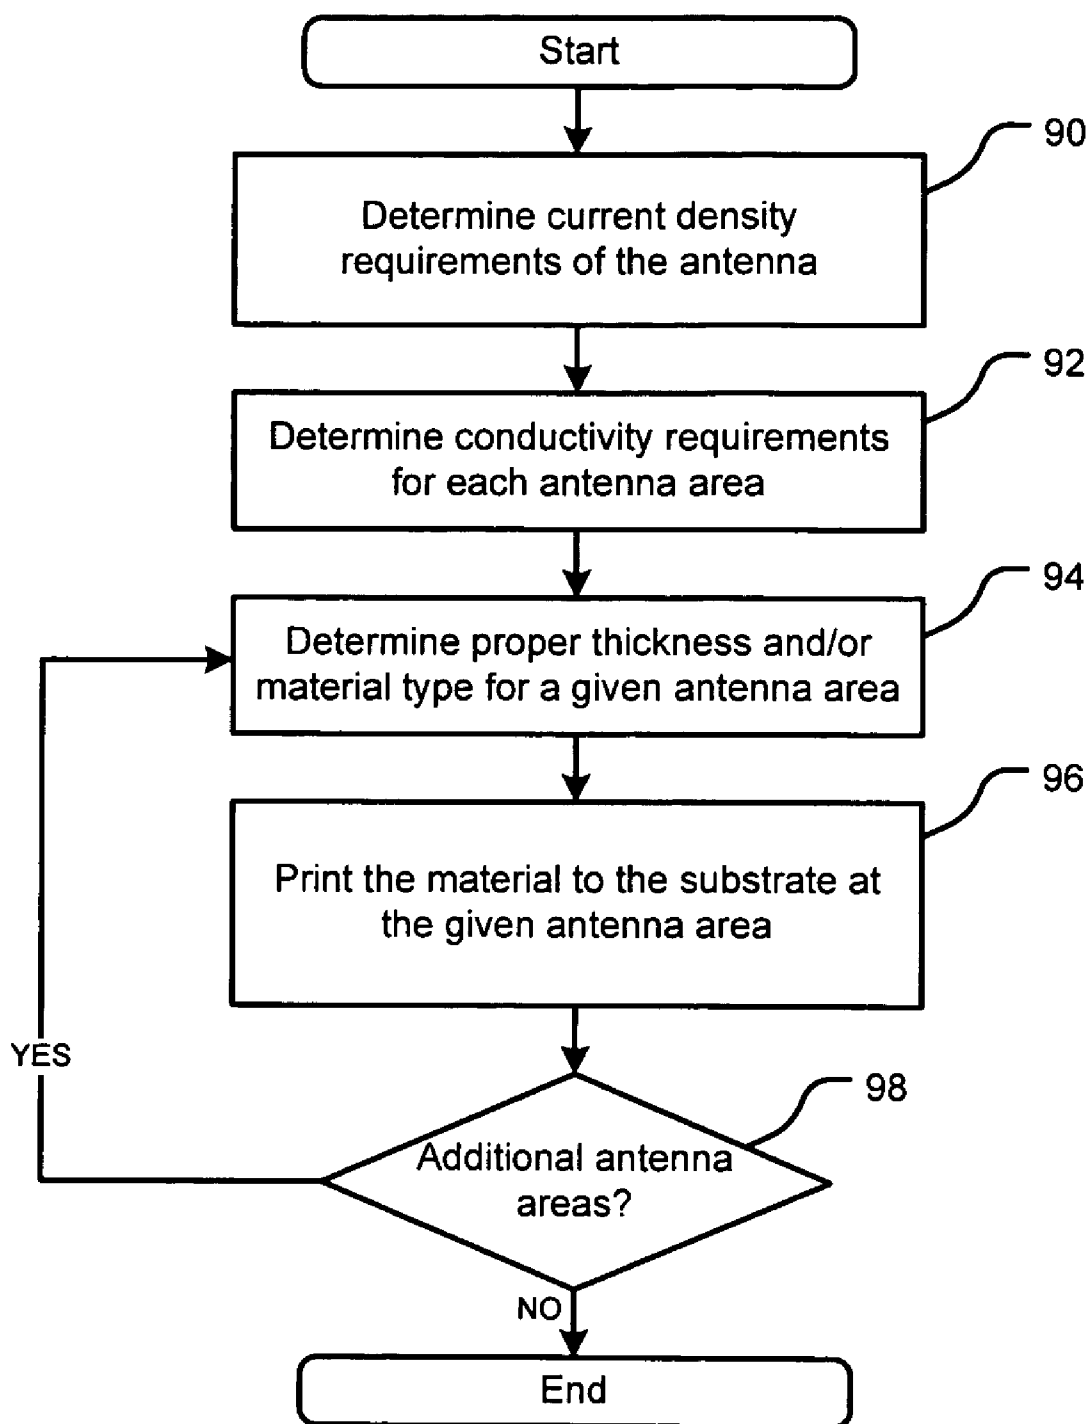 Start
90
Determine current density
requirements of the antenna
92
Determine conductivity requirements
for each antenna area
94
Determine proper thickness and/or
material type for a given antenna area
96
Print the material to the substrate at
the given antenna area
YES
98
Additional antenna
areas?
NO
End